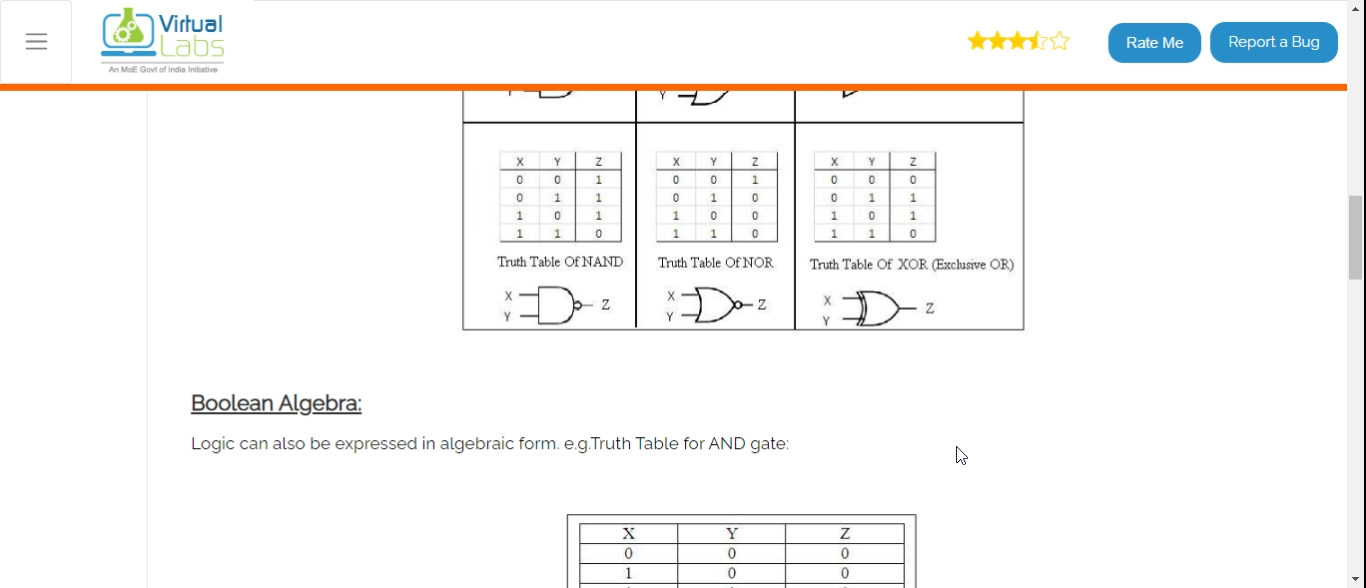 Virtual
Labs
An MoE Govt of India Initiative
Rate Me
Report a Bug
Y
X Y Z
0 0 1
0 1 1
1 0 1
1 1 0
Truth Table Of NAND
X
Y
Z
X Y Z
0 0 1
0 1 0
1 0 0
1 1 0
Truth Table Of NOR
X
Y
Z
X Y Z
0 0 0
0 1 1
1 0 1
1 1 0
Truth Table Of XOR (Exclusive OR)
X
Y
Z
Boolean Algebra:
Logic can also be expressed in algebraic form. e.g.Truth Table for AND gate:
X Y Z
0 0 0
1 0 0